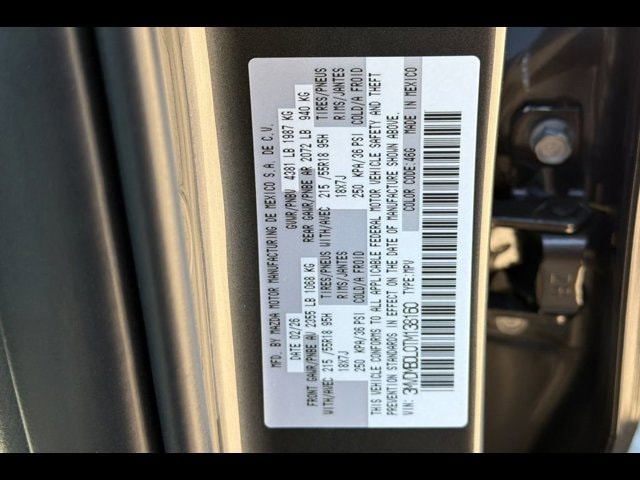 MFD. BY MAZDA MOTOR MANUFACTURING DE MEXICO S.A. DE C.V.
DATE 02/26 GVWR/PNBV 4381 LB 1987 KG
FRONT GAWR/PNBE AV 2355 LB 1068 KG REAR GAWR/PNBE AR 2072 LB 940 KG
WITH/AVEC 215 /55R18 95H TIRES/PNEUS WITH/AVEC 215 /55R18 95H TIRES/PNEUS
18X7J RIMS/JANTES 18X7J RIMS/JANTES
250 KPA/36 PSI COLD/A FROID 250 KPA/36 PSI COLD/A FROID
THIS VEHICLE CONFORMS TO ALL APPLICABLE FEDERAL MOTOR VEHICLE SAFETY AND THEFT
PREVENTION STANDARDS IN EFFECT ON THE DATE OF MANUFACTURE SHOWN ABOVE.
VIN: TYPE:MPV COLOR CODE:46G MADE IN MEXICO